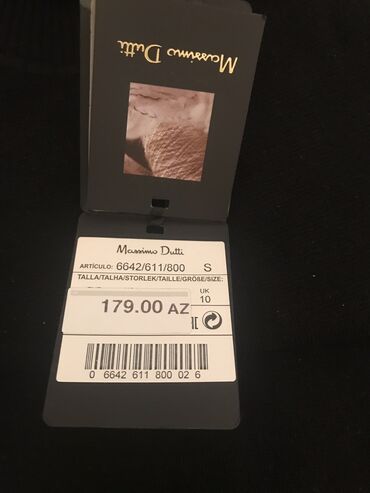 Massimo Dutti
Massimo Dutti
ARTÍCULO: 6642/611/800 S
TALLA/TALHA/STORLEK/TAILLE/GRÖßE/SIZE:
UK
10
179.00 AZ
0 6642 611 800 02 6